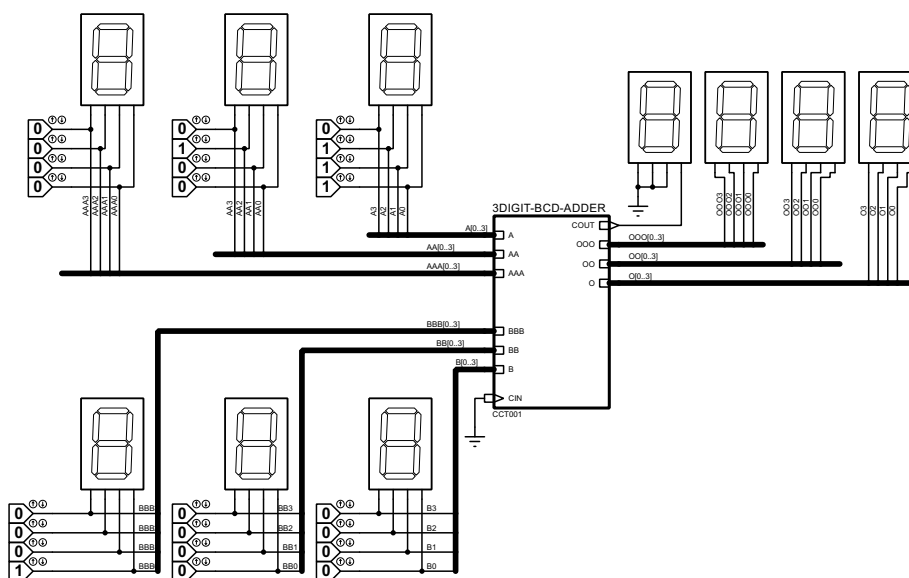 0 0 0
0 1 1
0 0 1
0 0 1
AAA3 AAA2 AAA1 AAA0
AA3 AA2 AA1 AA0
A3 A2 A1 A0
OOO3 OOO2 OOO1 OOO0
OO3 OO2 OO1 OO0
O3 O2 O1 O0
3DIGIT-BCD-ADDER
A[0..3] A
AA[0..3] AA
AAA[0..3] AAA
BBB[0..3] BBB
BB[0..3] BB
B[0..3] B
CIN
COUT
OOO OOO[0..3]
OO OO[0..3]
O O[0..3]
CCT001
0 BBB 0 BB3 0 B3
0 BBB 0 BB2 0 B2
0 BBB 0 BB1 0 B1
1 BBB 0 BB0 0 B0